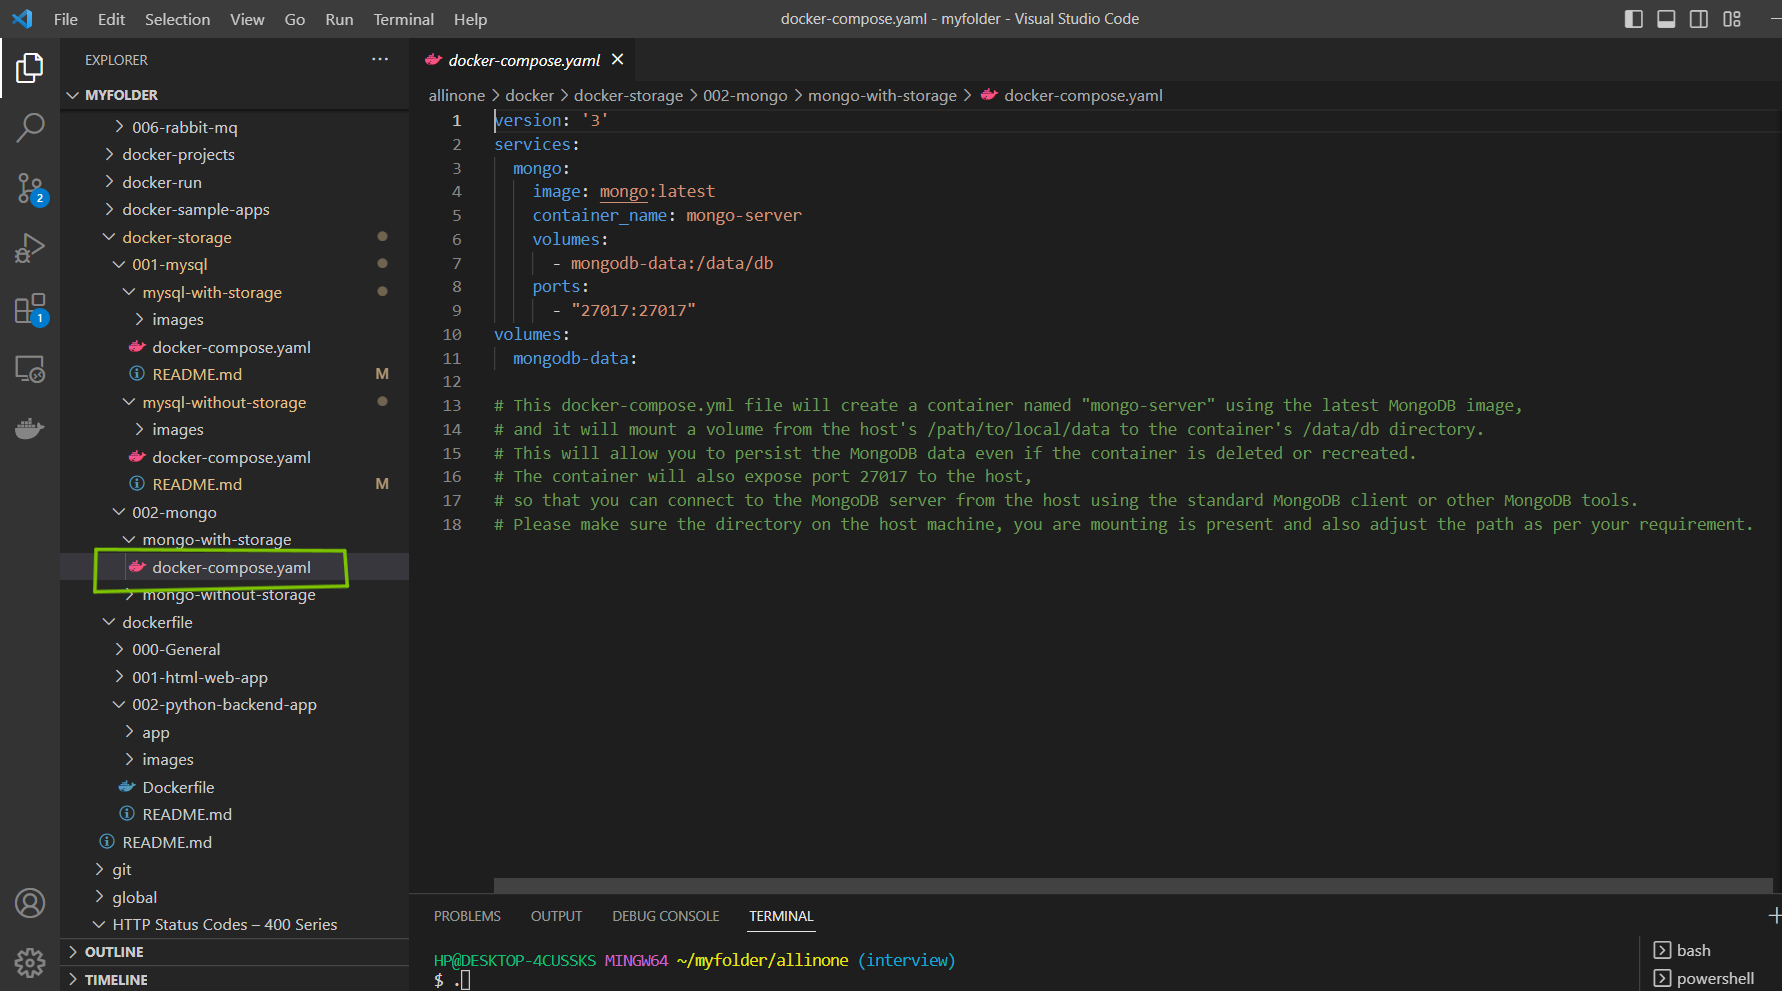 File Edit Selection View Go Run Terminal Help
docker-compose.yaml - myfolder - Visual Studio Code
EXPLORER
MYFOLDER
006-rabbit-mq
docker-projects
docker-run
docker-sample-apps
docker-storage
001-mysql
mysql-with-storage
images
docker-compose.yaml
README.md M
mysql-without-storage
images
docker-compose.yaml
README.md M
002-mongo
mongo-with-storage
docker-compose.yaml
mongo-without-storage
dockerfile
000-General
001-html-web-app
002-python-backend-app
app
images
Dockerfile
README.md
README.md
git
global
HTTP Status Codes – 400 Series
OUTLINE
TIMELINE
2
1
docker-compose.yaml
allinone > docker > docker-storage > 002-mongo > mongo-with-storage > docker-compose.yaml
1 version: '3'
2 services:
3 mongo:
4 image: mongo:latest
5 container_name: mongo-server
6 volumes:
7 - mongodb-data:/data/db
8 ports:
9 - "27017:27017"
10 volumes:
11 mongodb-data:
12
13 # This docker-compose.yml file will create a container named "mongo-server" using the latest MongoDB image,
14 # and it will mount a volume from the host's /path/to/local/data to the container's /data/db directory.
15 # This will allow you to persist the MongoDB data even if the container is deleted or recreated.
16 # The container will also expose port 27017 to the host,
17 # so that you can connect to the MongoDB server from the host using the standard MongoDB client or other MongoDB tools.
18 # Please make sure the directory on the host machine, you are mounting is present and also adjust the path as per your requirement.
PROBLEMS OUTPUT DEBUG CONSOLE TERMINAL
HP@DESKTOP-4CUSSKS MINGW64 ~/myfolder/allinone (interview)
$ .
bash
powershell